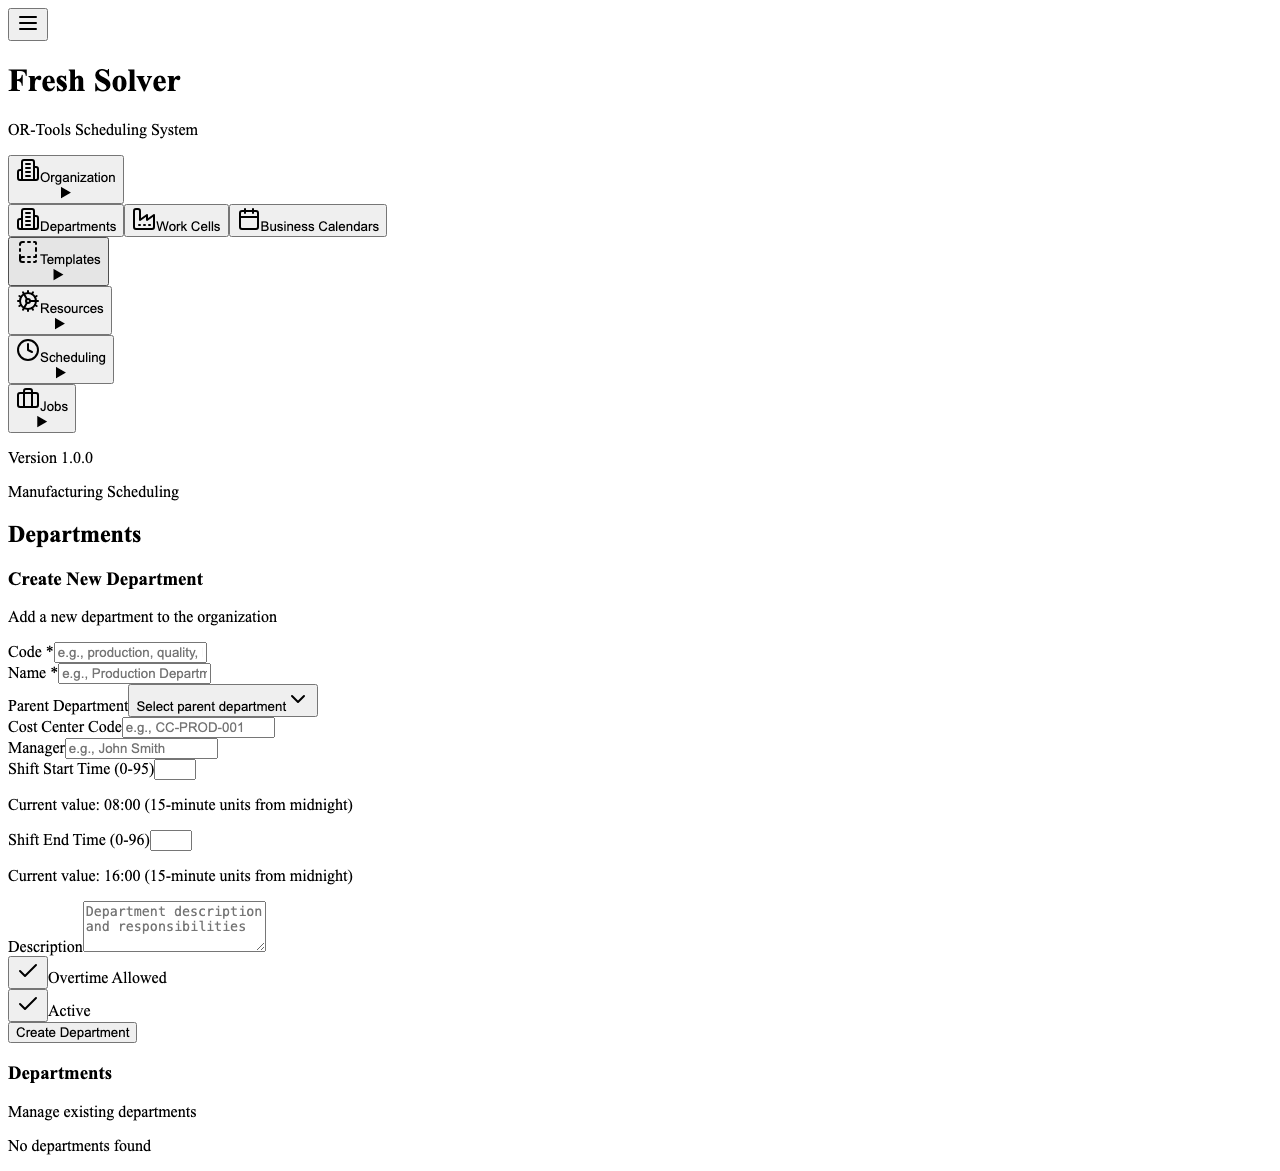 Fresh Solver
OR-Tools Scheduling System
Organization
Departments Work Cells Business Calendars
Templates
Resources
Scheduling
Jobs
Version 1.0.0
Manufacturing Scheduling
Departments
Create New Department
Add a new department to the organization
Code * e.g., production, quality,
Name * e.g., Production Departm
Parent Department Select parent department
Cost Center Code e.g., CC-PROD-001
Manager e.g., John Smith
Shift Start Time (0-95)
Current value: 08:00 (15-minute units from midnight)
Shift End Time (0-96)
Current value: 16:00 (15-minute units from midnight)
Department description
and responsibilities
Description
Overtime Allowed
Active
Create Department
Departments
Manage existing departments
No departments found